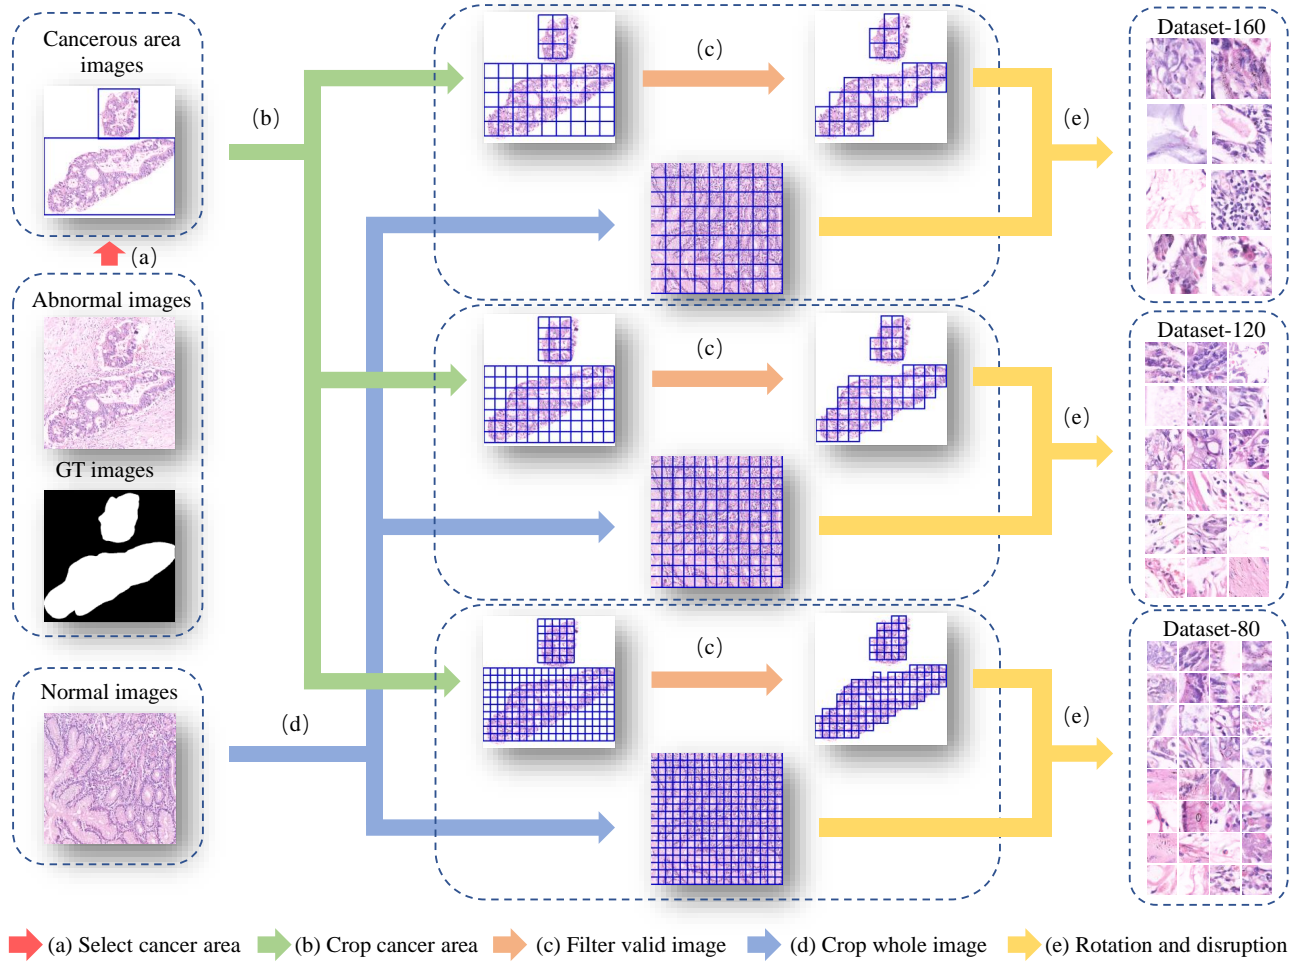 Cancerous area
images
(a)
Abnormal images
GT images
Normal images
(b)
(d)
(c)
(e)
(c)
(e)
(c)
(e)
Dataset-160
Dataset-120
Dataset-80
(a) Select cancer area
(b) Crop cancer area
(c) Filter valid image
(d) Crop whole image
(e) Rotation and disruption